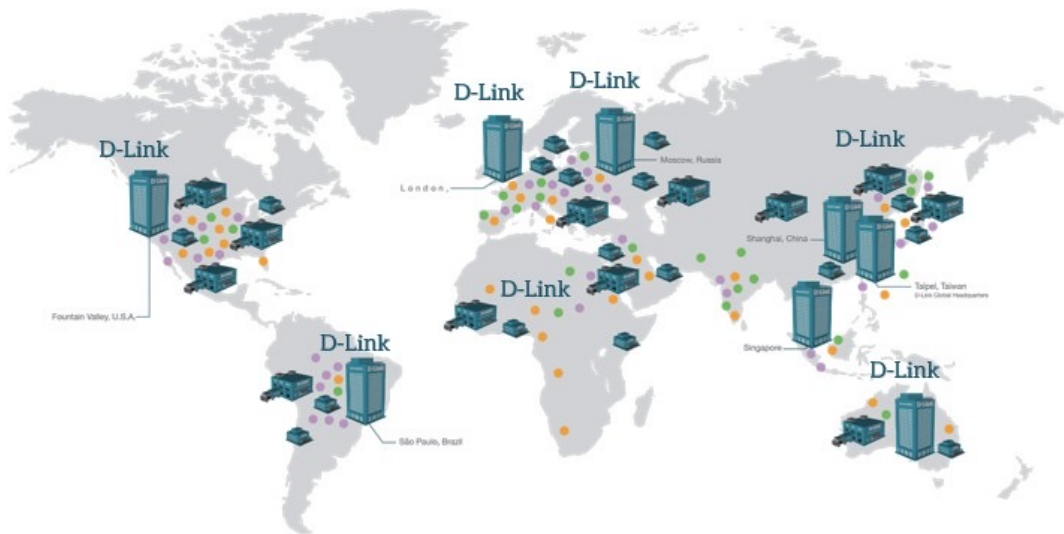 D-Link
D-Link
D-Link
D-Link
Moscow, Russia
London,
Shanghai, China
Taipei, Taiwan
D-Link Global Headquarters
D-Link
Fountain Valley, U.S.A.
D-Link
Singapore
D-Link
São Paulo, Brazil